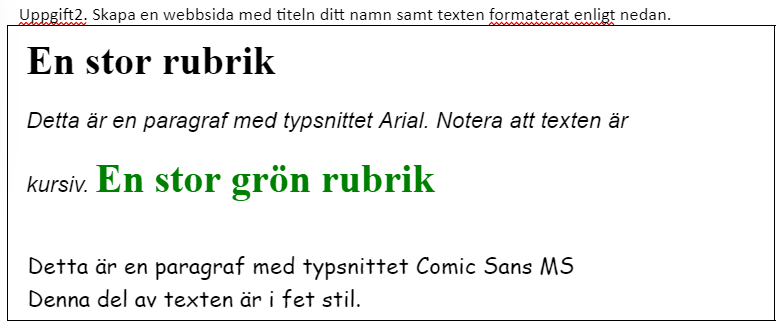 Uppgift2. Skapa en webbsida med titeln ditt namn samt texten formaterat enligt nedan.
En stor rubrik
Detta är en paragraf med typsnittet Arial. Notera att texten är
kursiv. En stor grön rubrik
Detta är en paragraf med typsnittet Comic Sans MS
Denna del av texten är i fet stil.